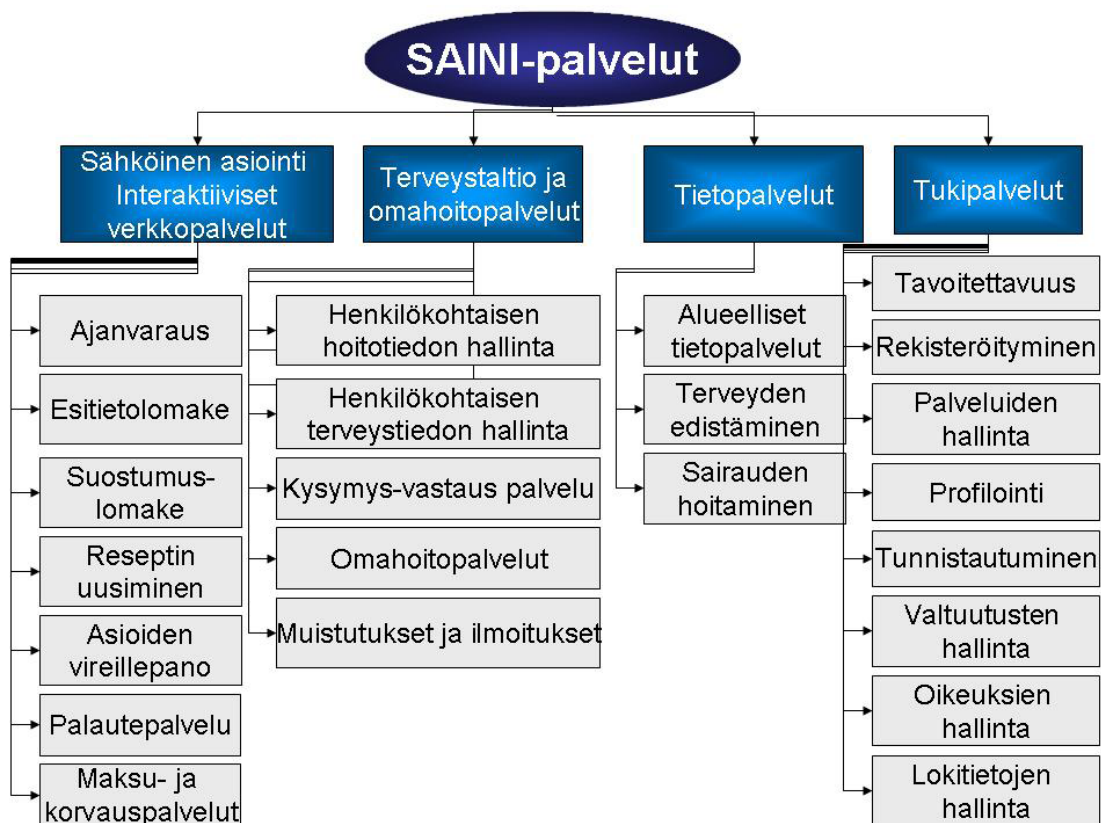 SAINI-palvelut
Sähköinen asiointi
Interaktiiviset
verkkopalvelut
Terveystaltio ja
omahoitopalvelut
Tietopalvelut
Tukipalvelut
Ajanvaraus
Esitietolomake
Suostumus-
lomake
Reseptin
uusiminen
Asioiden
vireillepano
Palautepalvelu
Maksu- ja
korvauspalvelut
Henkilökohtaisen
hoitotiedon hallinta
Henkilökohtaisen
terveystiedon hallinta
Kysymys-vastaus palvelu
Omahoitopalvelut
Muistutukset ja ilmoitukset
Alueelliset
tietopalvelut
Terveyden
edistäminen
Sairauden
hoitaminen
Tavoitettavuus
Rekisteröityminen
Palveluiden
hallinta
Profilointi
Tunnistautuminen
Valtuutusten
hallinta
Oikeuksien
hallinta
Lokitietojen
hallinta